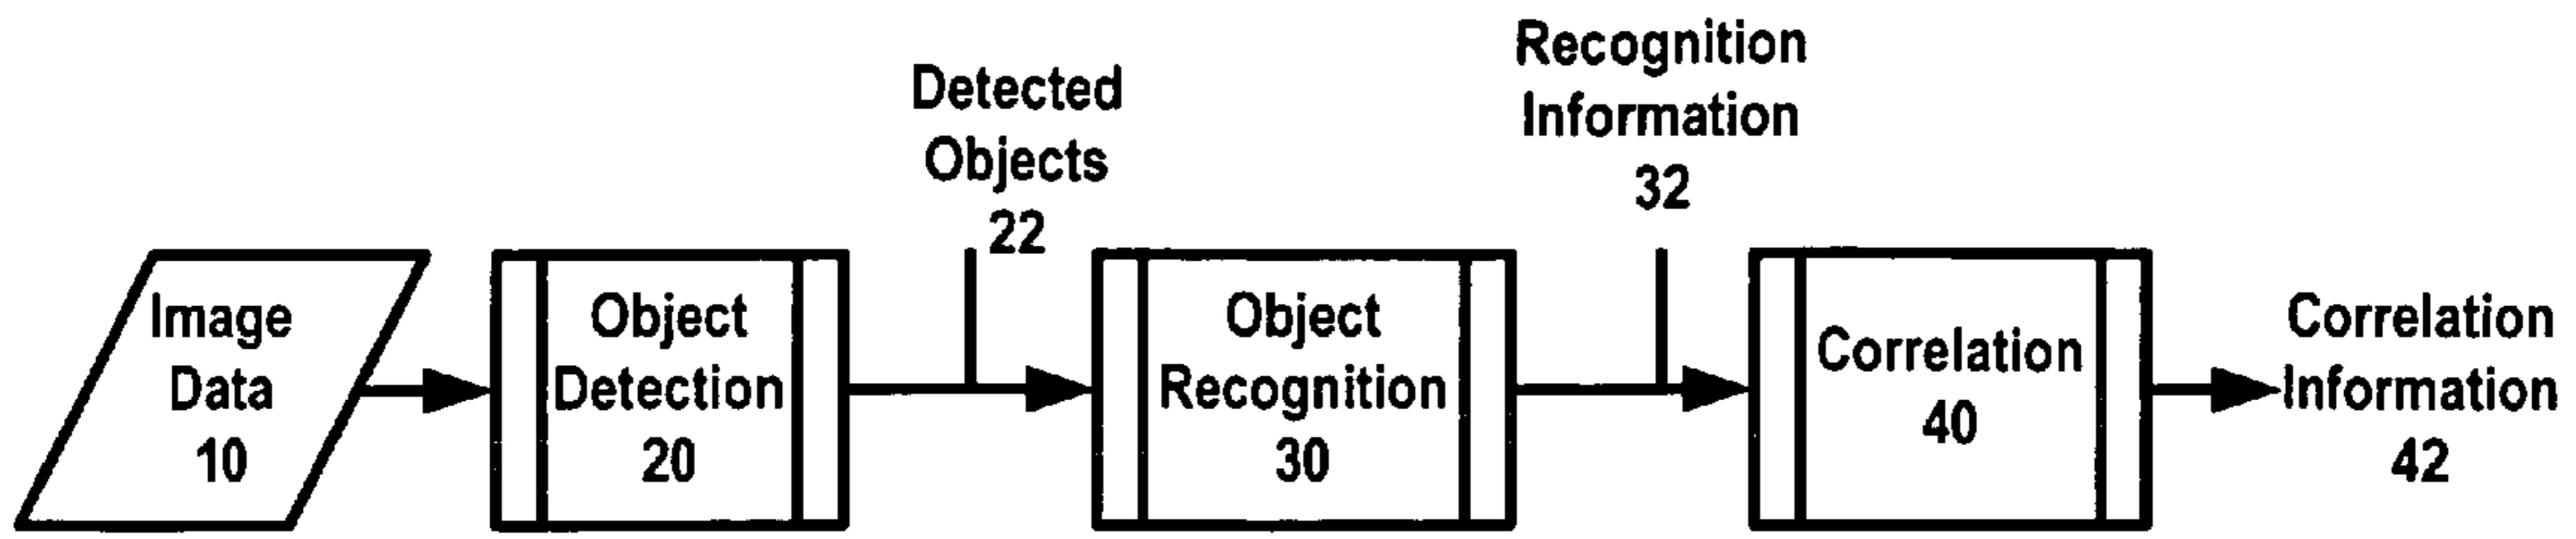 Image
Data
10
Object
Detection
20
Detected
Objects
22
Object
Recognition
30
Recognition
Information
32
Correlation
40
Correlation
Information
42